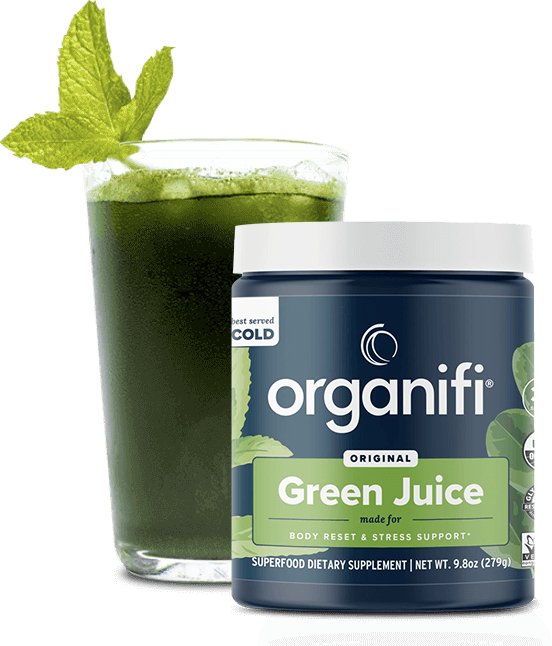 best served
COLD
organifi®
ORIGINAL
Green Juice
made for
BODY RESET & STRESS SUPPORT*
SUPERFOOD DIETARY SUPPLEMENT | NET WT. 9.8oz (279g)